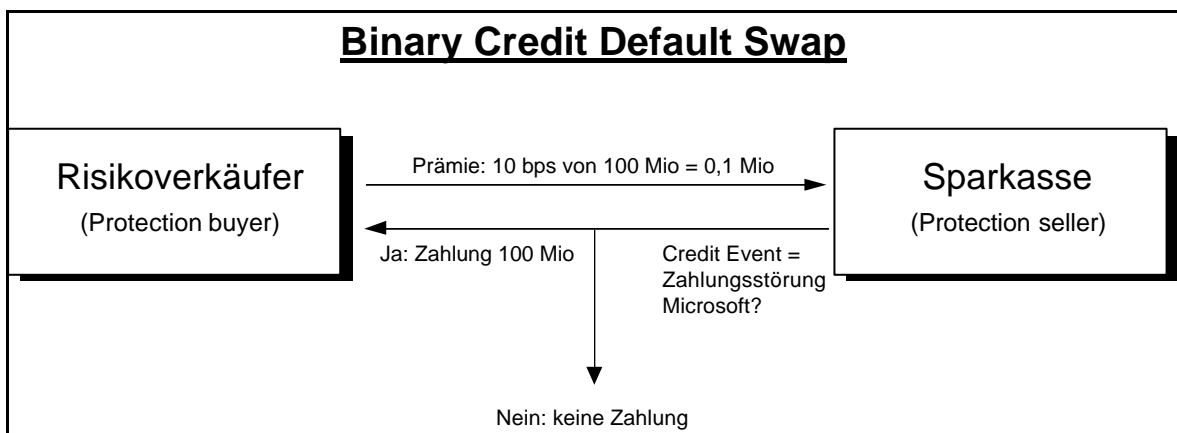 Binary Credit Default Swap
Risikoverkäufer
(Protection buyer)
Prämie: 10 bps von 100 Mio = 0,1 Mio
Sparkasse
(Protection seller)
Ja: Zahlung 100 Mio
Credit Event =
Zahlungsstörung
Microsoft?
Nein: keine Zahlung